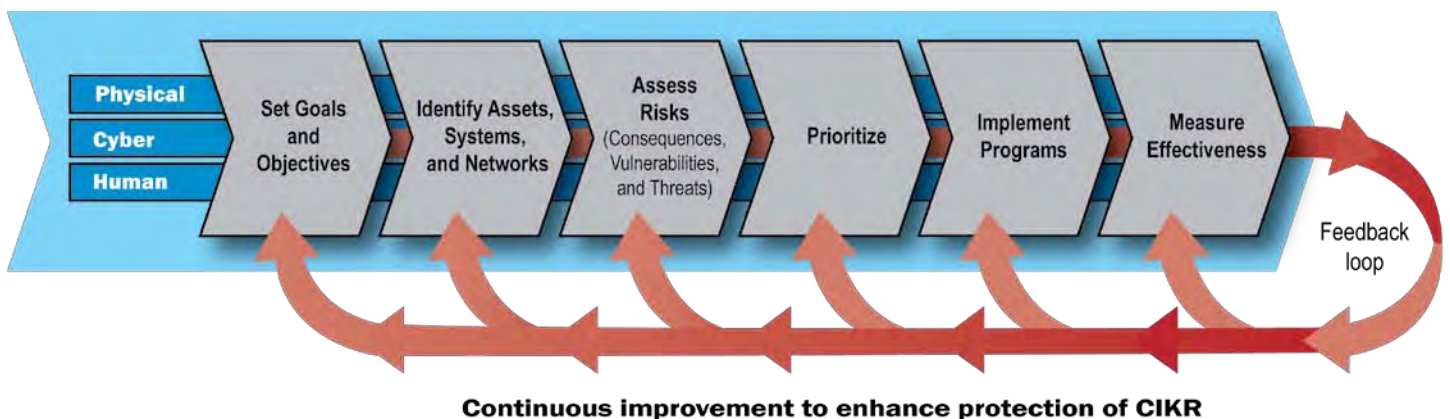 Physical
Cyber
Human
Set Goals
and
Objectives
Identify Assets,
Systems,
and Networks
Assess
Risks
(Consequences,
Vulnerabilities,
and Threats)
Prioritize
Implement
Programs
Measure
Effectiveness
Feedback
loop
Continuous improvement to enhance protection of CIKR